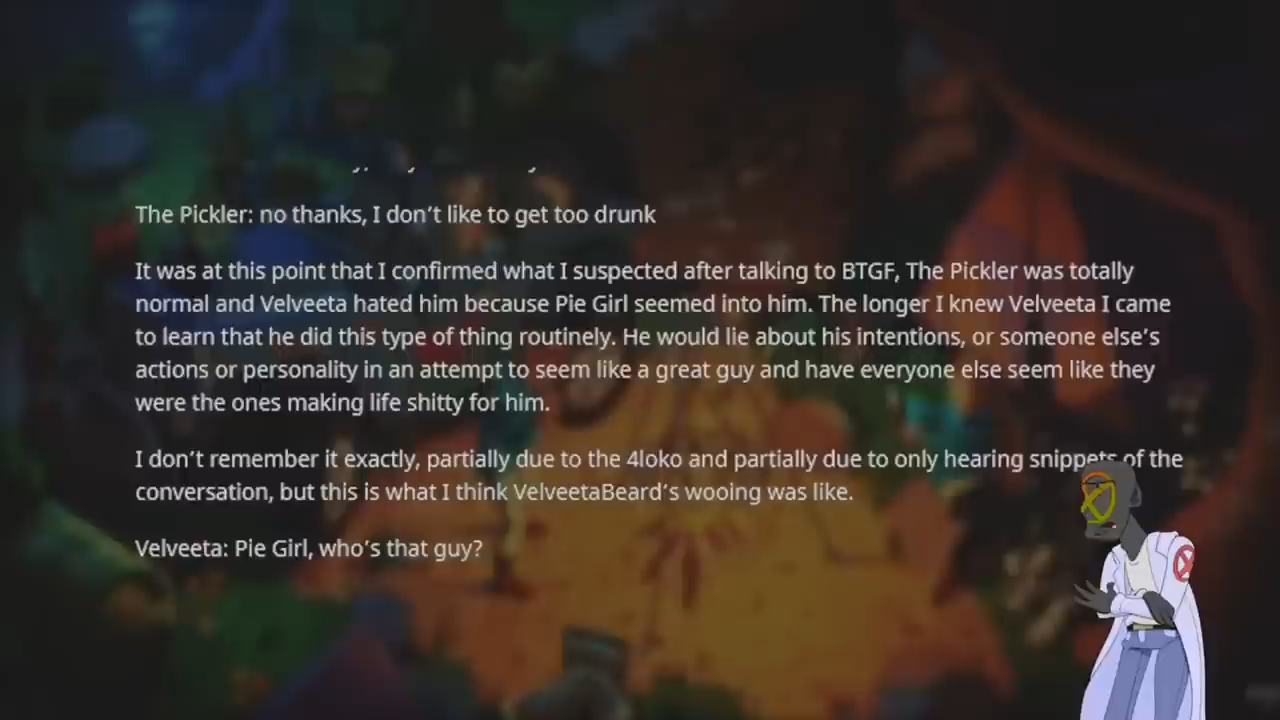 The Pickler: no thanks, I don't like to get too drunk
It was at this point that I confirmed what I suspected after talking to BTGF, The Pickler was totally
normal and Velveeta hated him because Pie Girl seemed into him. The longer I knew Velveeta I came
to learn that he did this type of thing routinely. He would lie about his intentions, or someone else's
actions or personality in an attempt to seem like a great guy and have everyone else seem like they
were the ones making life shitty for him.
I don't remember it exactly, partially due to the 4loko and partially due to only hearing snippets of the
conversation, but this is what I think VelveetaBeard's wooing was like.
Velveeta: Pie Girl, who's that guy?